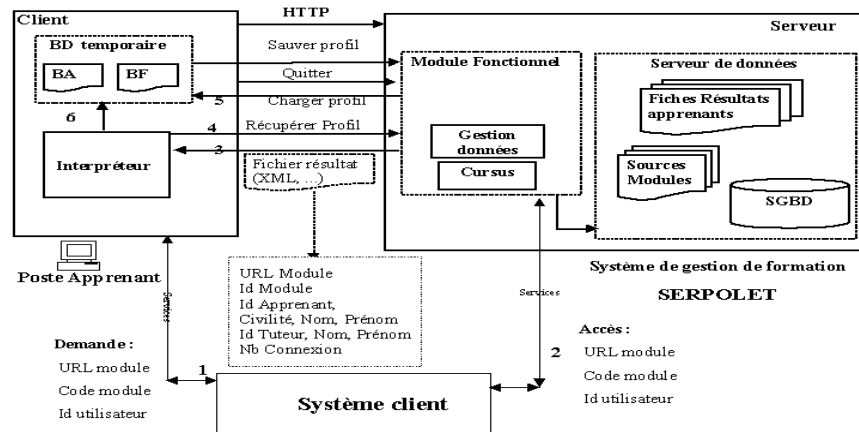 Client
HTTP
Serveur
BD temporaire
BA
BF
Sauver profil
Quitter
5
Charger profil
6
4
Récupérer Profil
3
Interpréteur
Fichier résultat
(XML, ...)
Module Fonctionnel
Gestion
données
Cursus
Serveur de données
Fiches Résultats
apprenants
Sources
Modules
SGBD
Poste Apprenant
Système de gestion de formation
SERPOLET
URL Module
Id Module
Id Apprenant,
Civilité, Nom, Prénom
Id Tuteur, Nom, Prénom
Nb Connexion
Services
Services
Demande :
URL module
Code module
Id utilisateur
1
2
Accès :
URL module
Code module
Id utilisateur
Système client